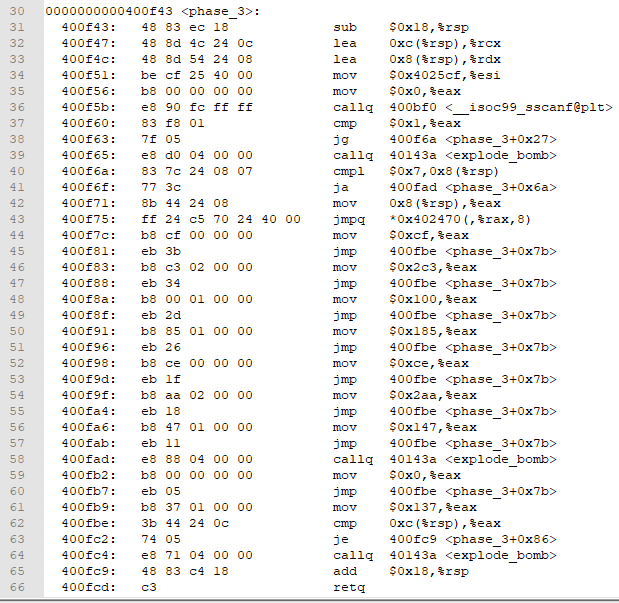 30 0000000000400f43 <phase_3>:
31 400f43: 48 83 ec 18 sub $0x18,%rsp
32 400f47: 48 8d 4c 24 0c lea 0xc(%rsp),%rcx
33 400f4c: 48 8d 54 24 08 lea 0x8(%rsp),%rdx
34 400f51: be cf 25 40 00 mov $0x4025cf,%esi
35 400f56: b8 00 00 00 00 mov $0x0,%eax
36 400f5b: e8 90 fc ff ff callq 400bf0 <__isoc99_sscanf@plt>
37 400f60: 83 f8 01 cmp $0x1,%eax
38 400f63: 7f 05 jg 400f6a <phase_3+0x27>
39 400f65: e8 d0 04 00 00 callq 40143a <explode_bomb>
40 400f6a: 83 7c 24 08 07 cmpl $0x7,0x8(%rsp)
41 400f6f: 77 3c ja 400fad <phase_3+0x6a>
42 400f71: 8b 44 24 08 mov 0x8(%rsp),%eax
43 400f75: ff 24 c5 70 24 40 00 jmpq *0x402470(,%rax,8)
44 400f7c: b8 cf 00 00 00 mov $0xcf,%eax
45 400f81: eb 3b jmp 400fbe <phase_3+0x7b>
46 400f83: b8 c3 02 00 00 mov $0x2c3,%eax
47 400f88: eb 34 jmp 400fbe <phase_3+0x7b>
48 400f8a: b8 00 01 00 00 mov $0x100,%eax
49 400f8f: eb 2d jmp 400fbe <phase_3+0x7b>
50 400f91: b8 85 01 00 00 mov $0x185,%eax
51 400f96: eb 26 jmp 400fbe <phase_3+0x7b>
52 400f98: b8 ce 00 00 00 mov $0xce,%eax
53 400f9d: eb 1f jmp 400fbe <phase_3+0x7b>
54 400f9f: b8 aa 02 00 00 mov $0x2aa,%eax
55 400fa4: eb 18 jmp 400fbe <phase_3+0x7b>
56 400fa6: b8 47 01 00 00 mov $0x147,%eax
57 400fab: eb 11 jmp 400fbe <phase_3+0x7b>
58 400fad: e8 88 04 00 00 callq 40143a <explode_bomb>
59 400fb2: b8 00 00 00 00 mov $0x0,%eax
60 400fb7: eb 05 jmp 400fbe <phase_3+0x7b>
61 400fb9: b8 37 01 00 00 mov $0x137,%eax
62 400fbe: 3b 44 24 0c cmp 0xc(%rsp),%eax
63 400fc2: 74 05 je 400fc9 <phase_3+0x86>
64 400fc4: e8 71 04 00 00 callq 40143a <explode_bomb>
65 400fc9: 48 83 c4 18 add $0x18,%rsp
66 400fcd: c3 retq